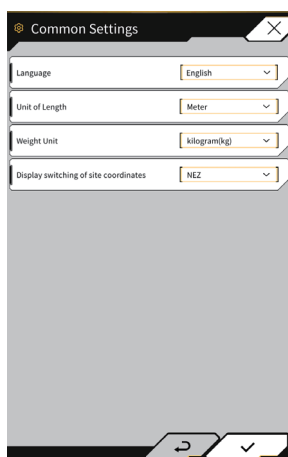 Common Settings
Language
English
Unit of Length
Meter
Weight Unit
kilogram(kg)
Display switching of site coordinates
NEZ